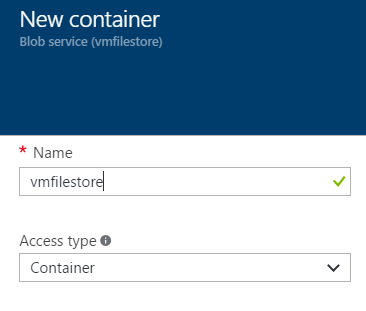 New container
Blob service (vmfilestore)
* Name
vmfilestore
Access type
Container